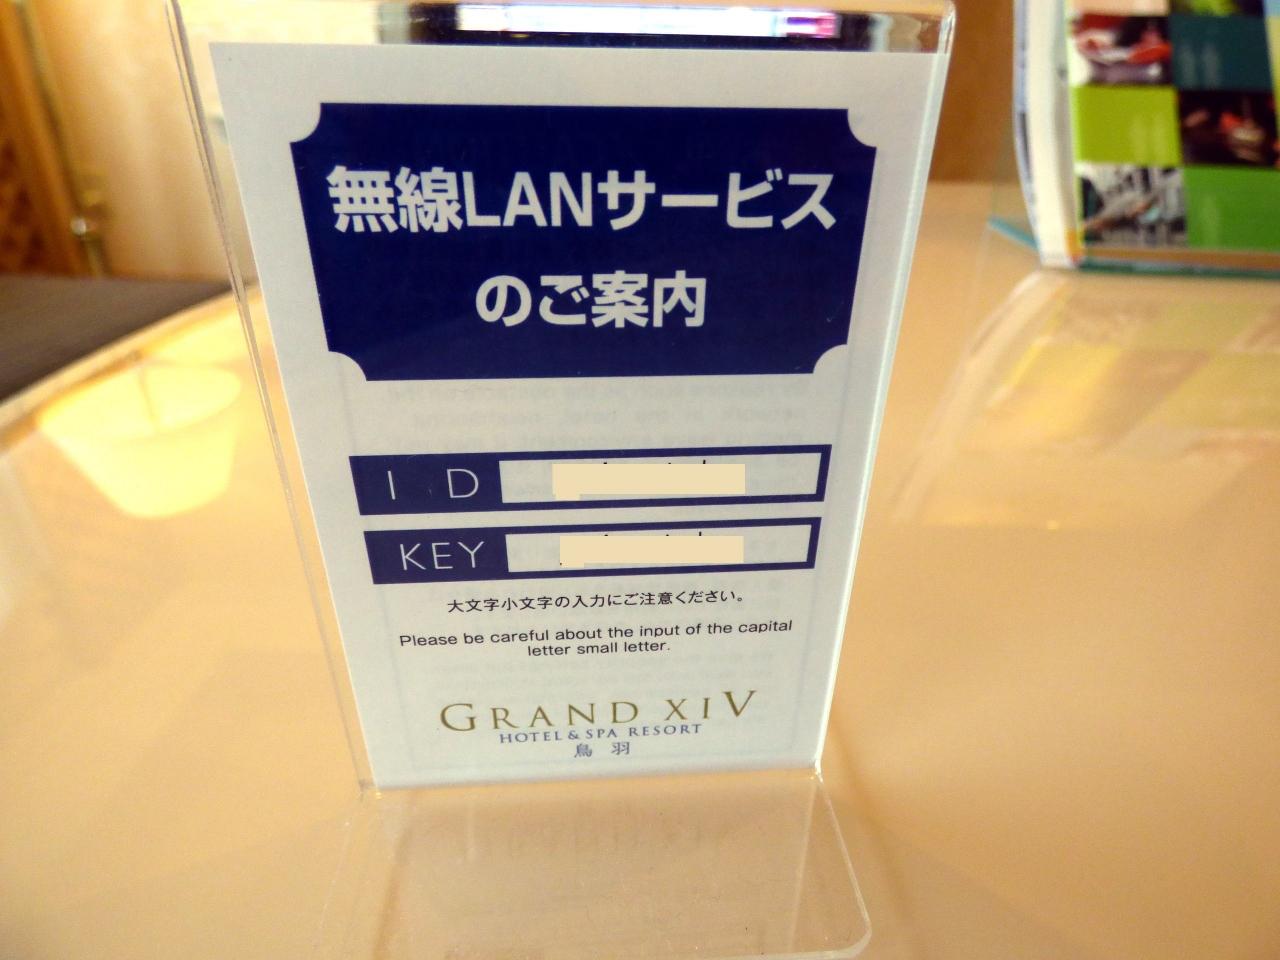 無線LANサービス
のご案内
I D
KEY
大文字小文字の入力にご注意ください。
Please be careful about the input of the capital
letter small letter.
GRAND XIV
HOTEL & SPA RESORT
鳥 羽